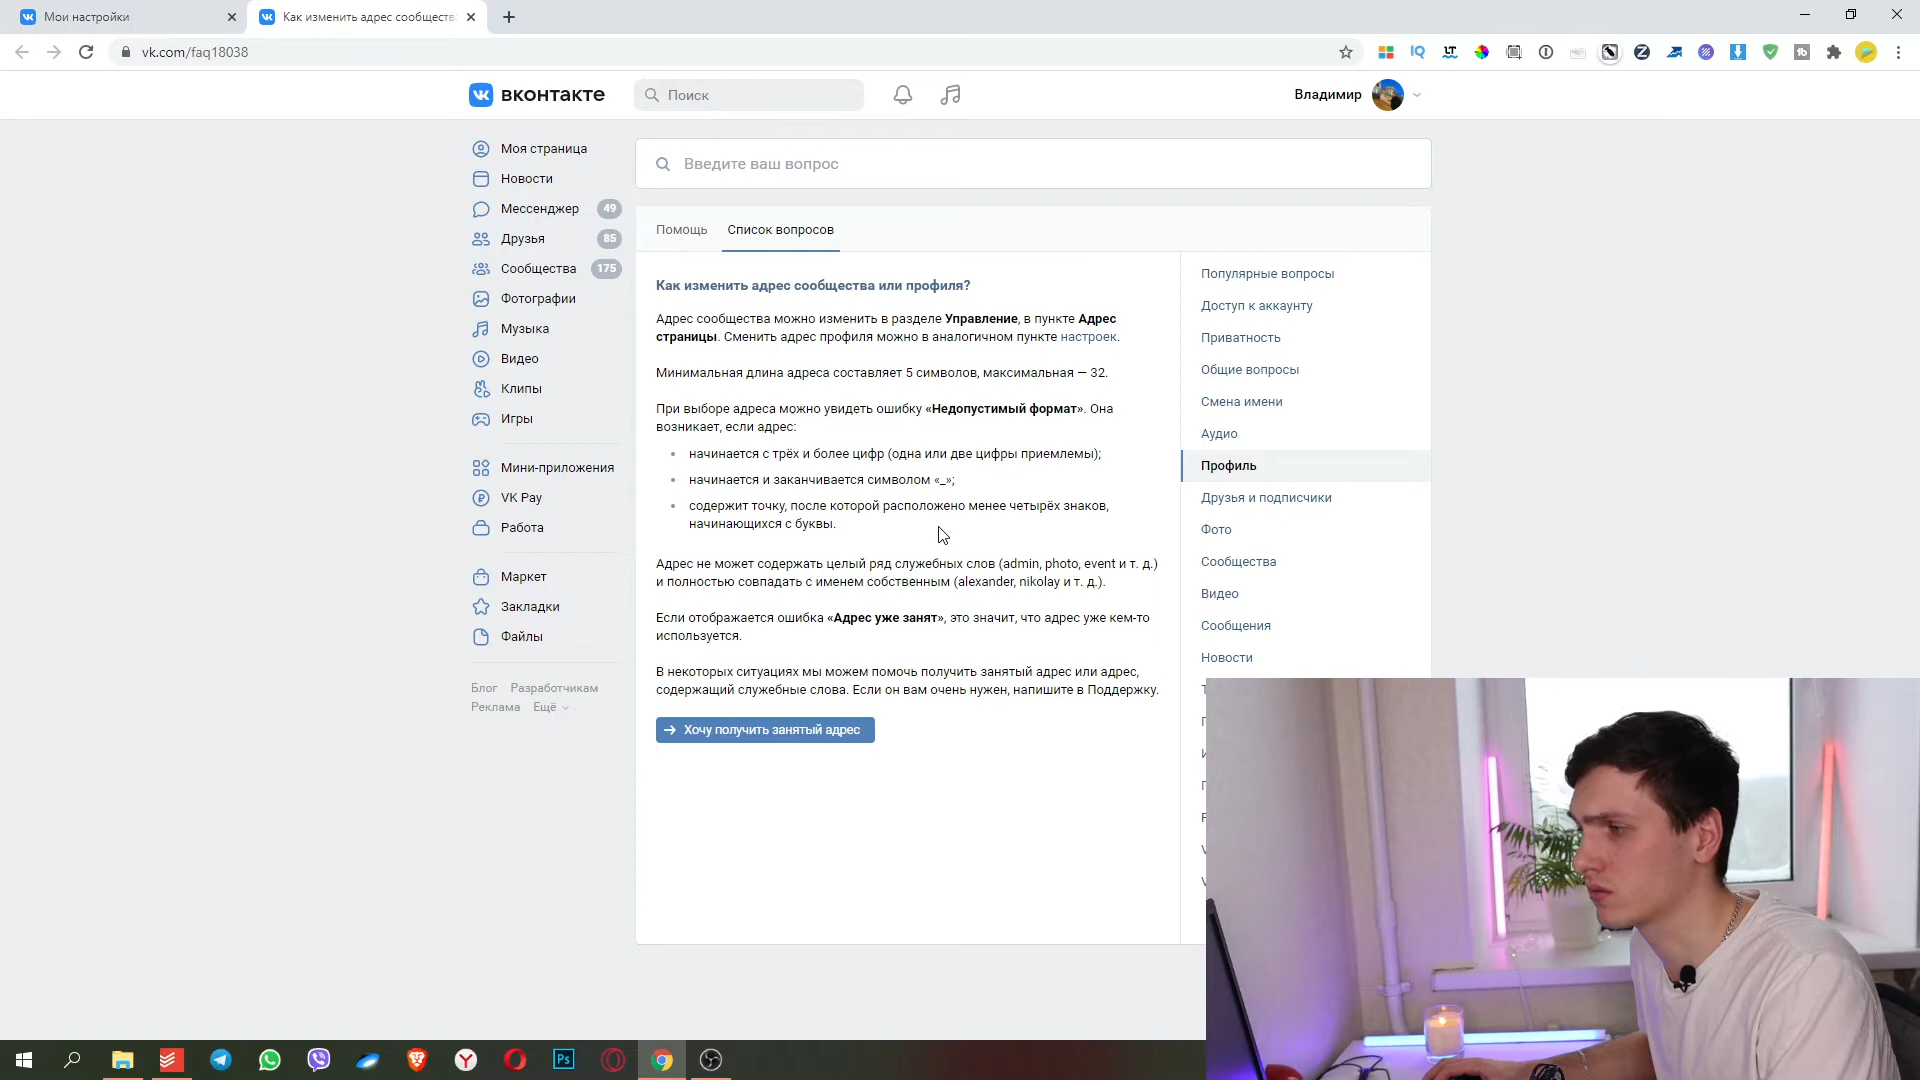 Мои настройки
Как изменить адрес сообществ
vk.com/faq18038
вконтакте
Поиск
Владимир
Моя страница
Новости
Мессенджер 49
Друзья 85
Сообщества 175
Фотографии
Музыка
Видео
Клипы
Игры
Мини-приложения
VK Pay
Работа
Маркет
Закладки
Файлы
Блог Разработчикам
Реклама Ещё
Введите ваш вопрос
Помощь Список вопросов
Как изменить адрес сообщества или профиля?
Адрес сообщества можно изменить в разделе Управление, в пункте Адрес
страницы. Сменить адрес профиля можно в аналогичном пункте настроек.
Минимальная длина адреса составляет 5 символов, максимальная — 32.
При выборе адреса можно увидеть ошибку «Недопустимый формат». Она
возникает, если адрес:
начинается с трёх и более цифр (одна или две цифры приемлемы);
начинается и заканчивается символом «_»;
содержит точку, после которой расположено менее четырёх знаков,
начинающихся с буквы.
Адрес не может содержать целый ряд служебных слов (admin, photo, event и т. д.)
и полностью совпадать с именем собственным (alexander, nikolay и т. д.).
Если отображается ошибка «Адрес уже занят», это значит, что адрес уже кем-то
используется.
В некоторых ситуациях мы можем помочь получить занятый адрес или адрес,
содержащий служебные слова. Если он вам очень нужен, напишите в Поддержку.
Хочу получить занятый адрес
Популярные вопросы
Доступ к аккаунту
Приватность
Общие вопросы
Смена имени
Аудио
Профиль
Друзья и подписчики
Фото
Сообщества
Видео
Сообщения
Новости
Ps